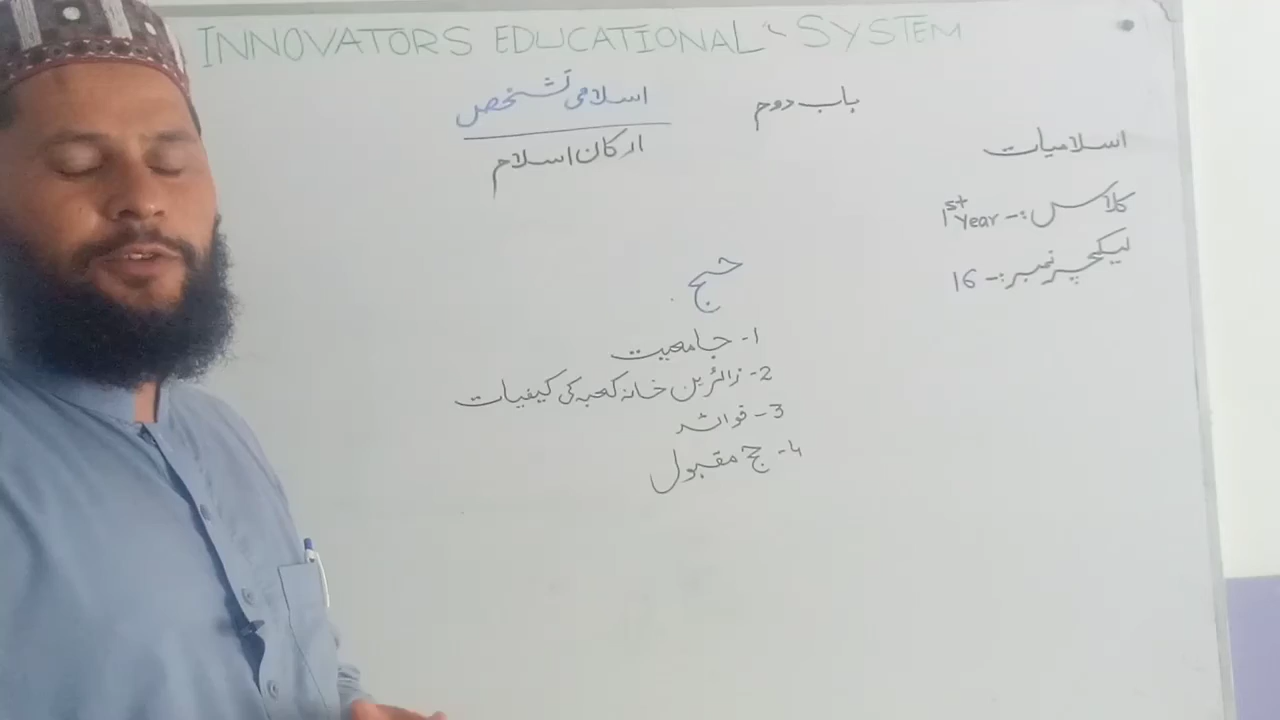 INNOVATORS EDUCATIONAL SYSTEM
باب دوم
اسلامی تشخص
ارکان اسلام
اسلامیات
کلاس :- 1st Year
لیکچر نمبر :- 16
حج
1- جامعیت
2- زائرین خانہ کعبہ کی کیفیات
3- فوائد
4- حج مقبول